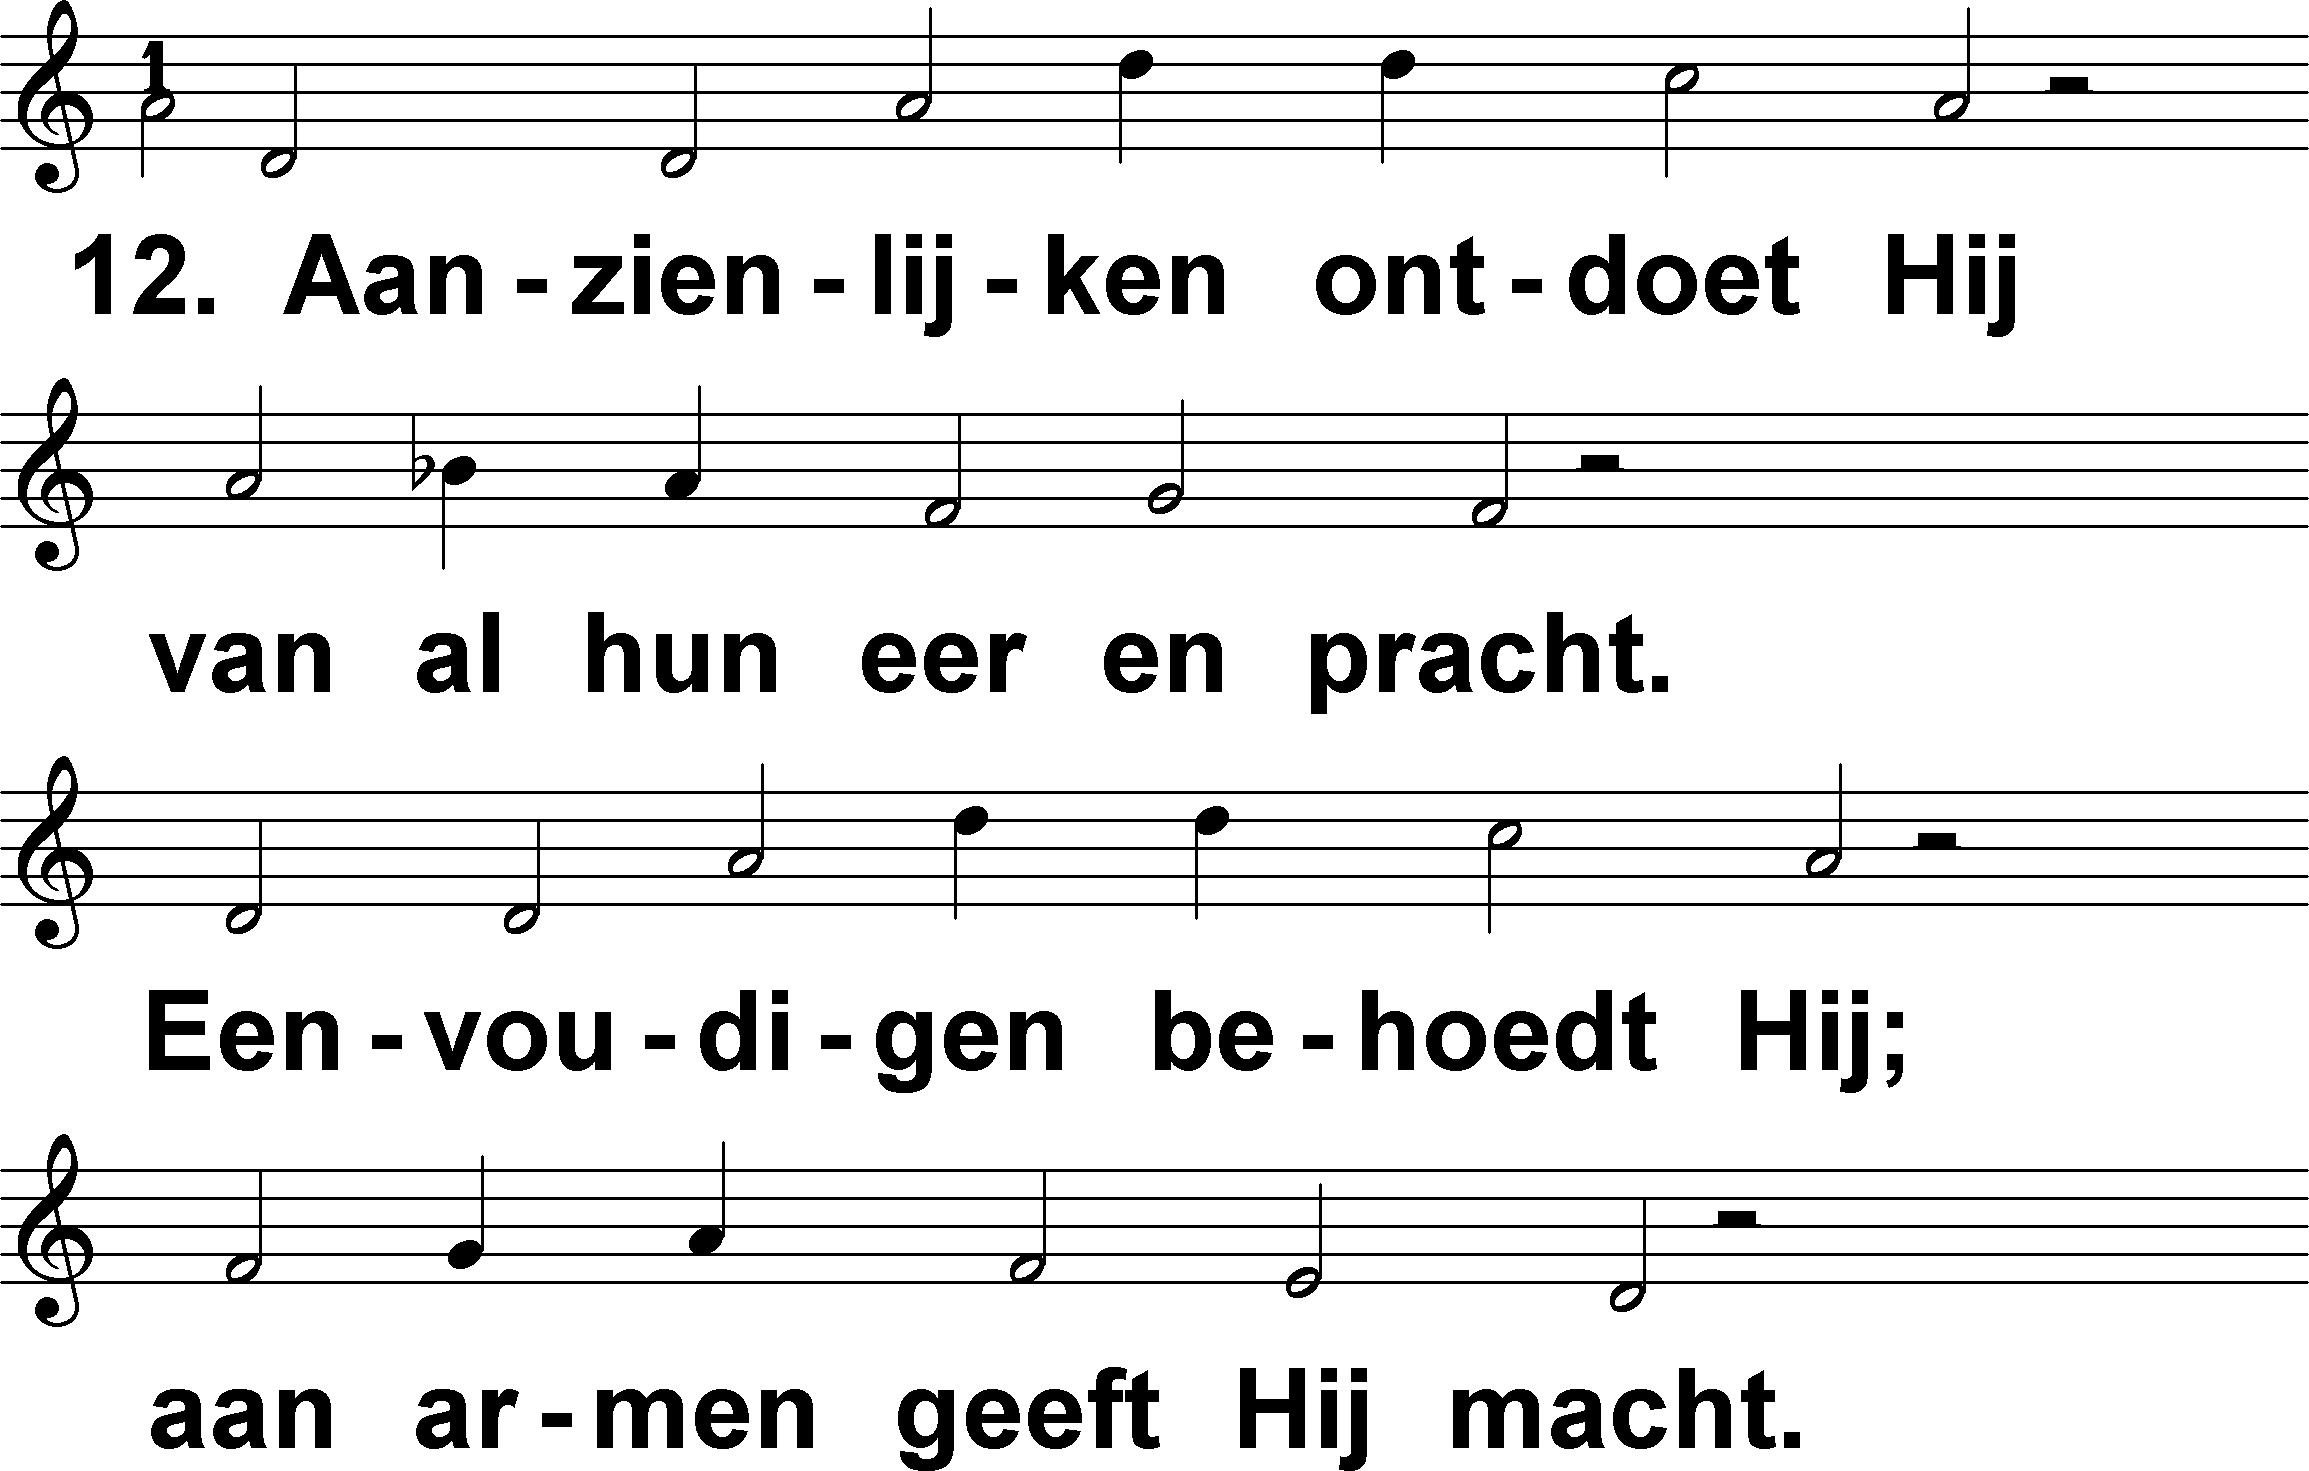 1
12. Aan - zien - lij - ken ont - doet Hij
van al hun eer en pracht.
Een - vou - di - gen be - hoedt Hij;
aan ar - men geeft Hij macht.